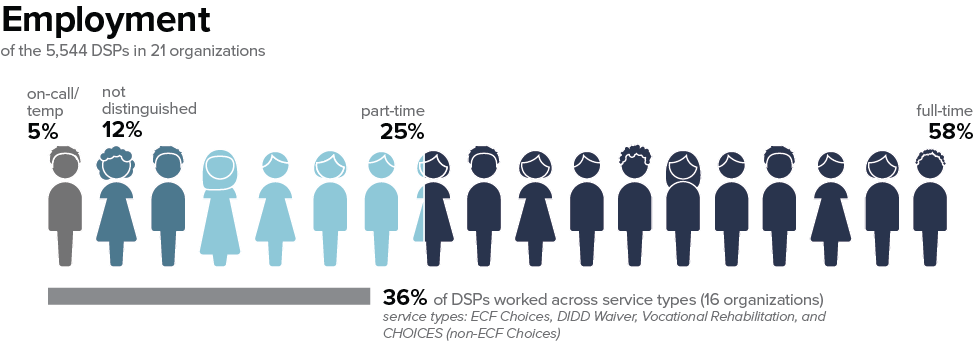 Employment
of the 5,544 DSPs in 21 organizations
on-call/
temp
5%
not
distinguished
12%
part-time
25%
full-time
58%
36% of DSPs worked across service types (16 organizations)
service types: ECF Choices, DIDD Waiver, Vocational Rehabilitation, and
CHOICES (non-ECF Choices)